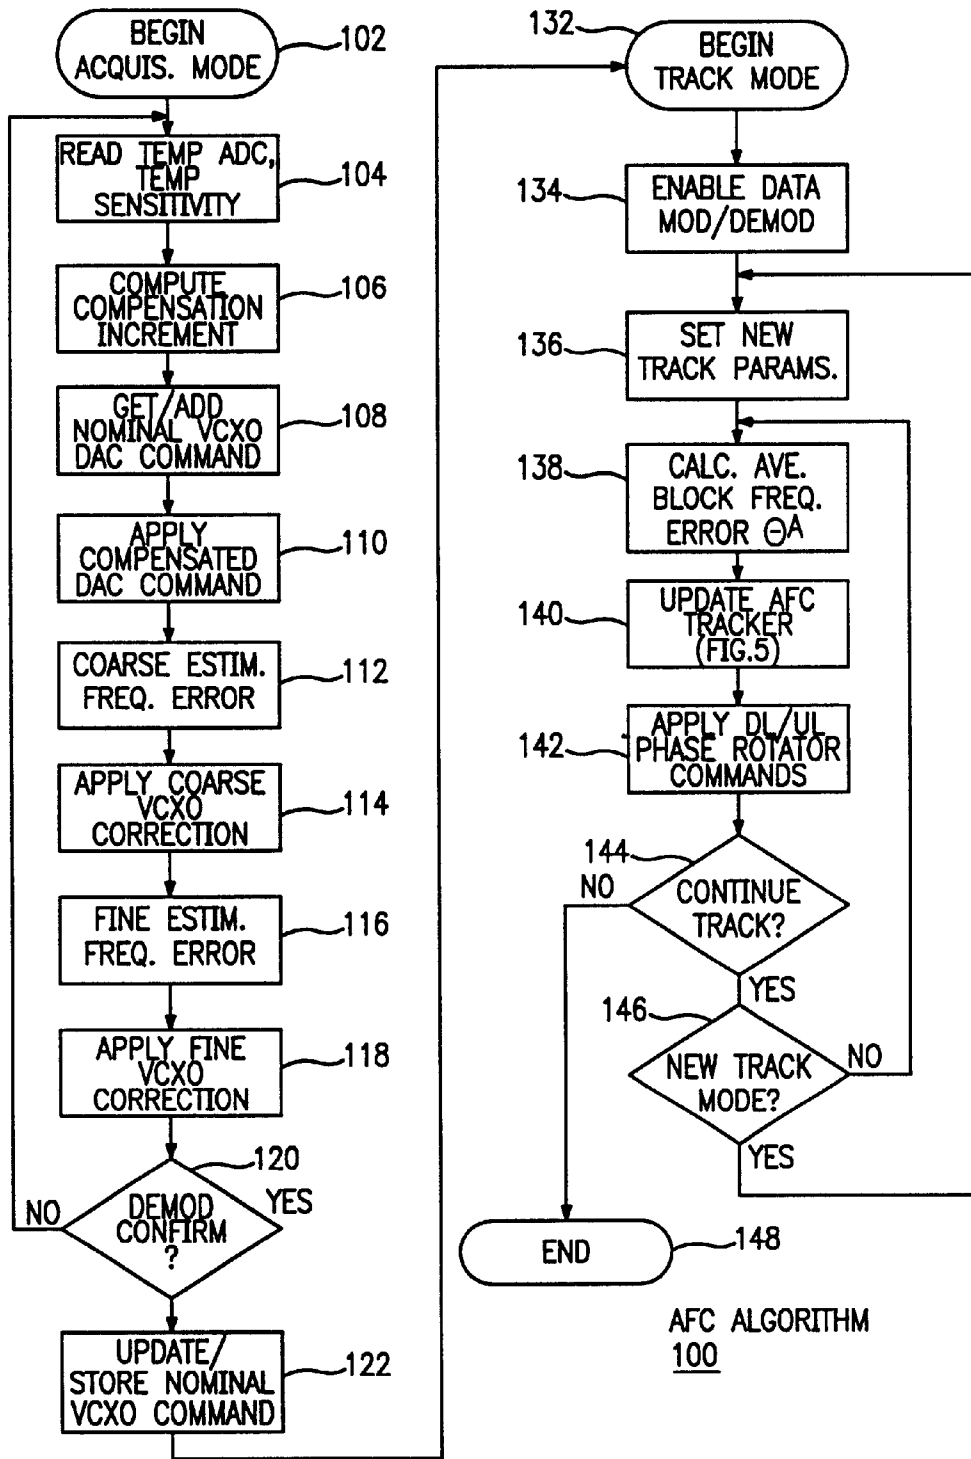 BEGIN
ACQUIS. MODE
102
READ TEMP ADC,
TEMP
SENSITIVITY
104
COMPUTE
COMPENSATION
INCREMENT
106
GET/ADD
NOMINAL VCXO
DAC COMMAND
108
APPLY
COMPENSATED
DAC COMMAND
110
COARSE ESTIM.
FREQ. ERROR
112
APPLY COARSE
VCXO
CORRECTION
114
FINE ESTIM.
FREQ. ERROR
116
APPLY FINE
VCXO
CORRECTION
118
120
NO
YES
DEMOD
CONFIRM
?
UPDATE/
STORE NOMINAL
VCXO COMMAND
122
132
BEGIN
TRACK MODE
134
ENABLE DATA
MOD/DEMOD
136
SET NEW
TRACK PARAMS.
138
CALC. AVE.
BLOCK FREQ.
ERROR ΘA
140
UPDATE AFC
TRACKER
(FIG.5)
142
APPLY DL/UL
PHASE ROTATOR
COMMANDS
144
NO
CONTINUE
TRACK?
YES
146
NO
NEW TRACK
MODE?
YES
END
148
AFC ALGORITHM
100